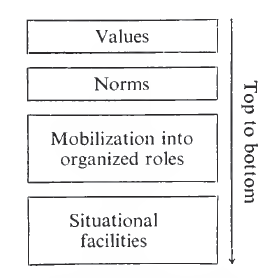 Values
Norms
Mobilization into
organized roles
Situational
facilities
Top to bottom